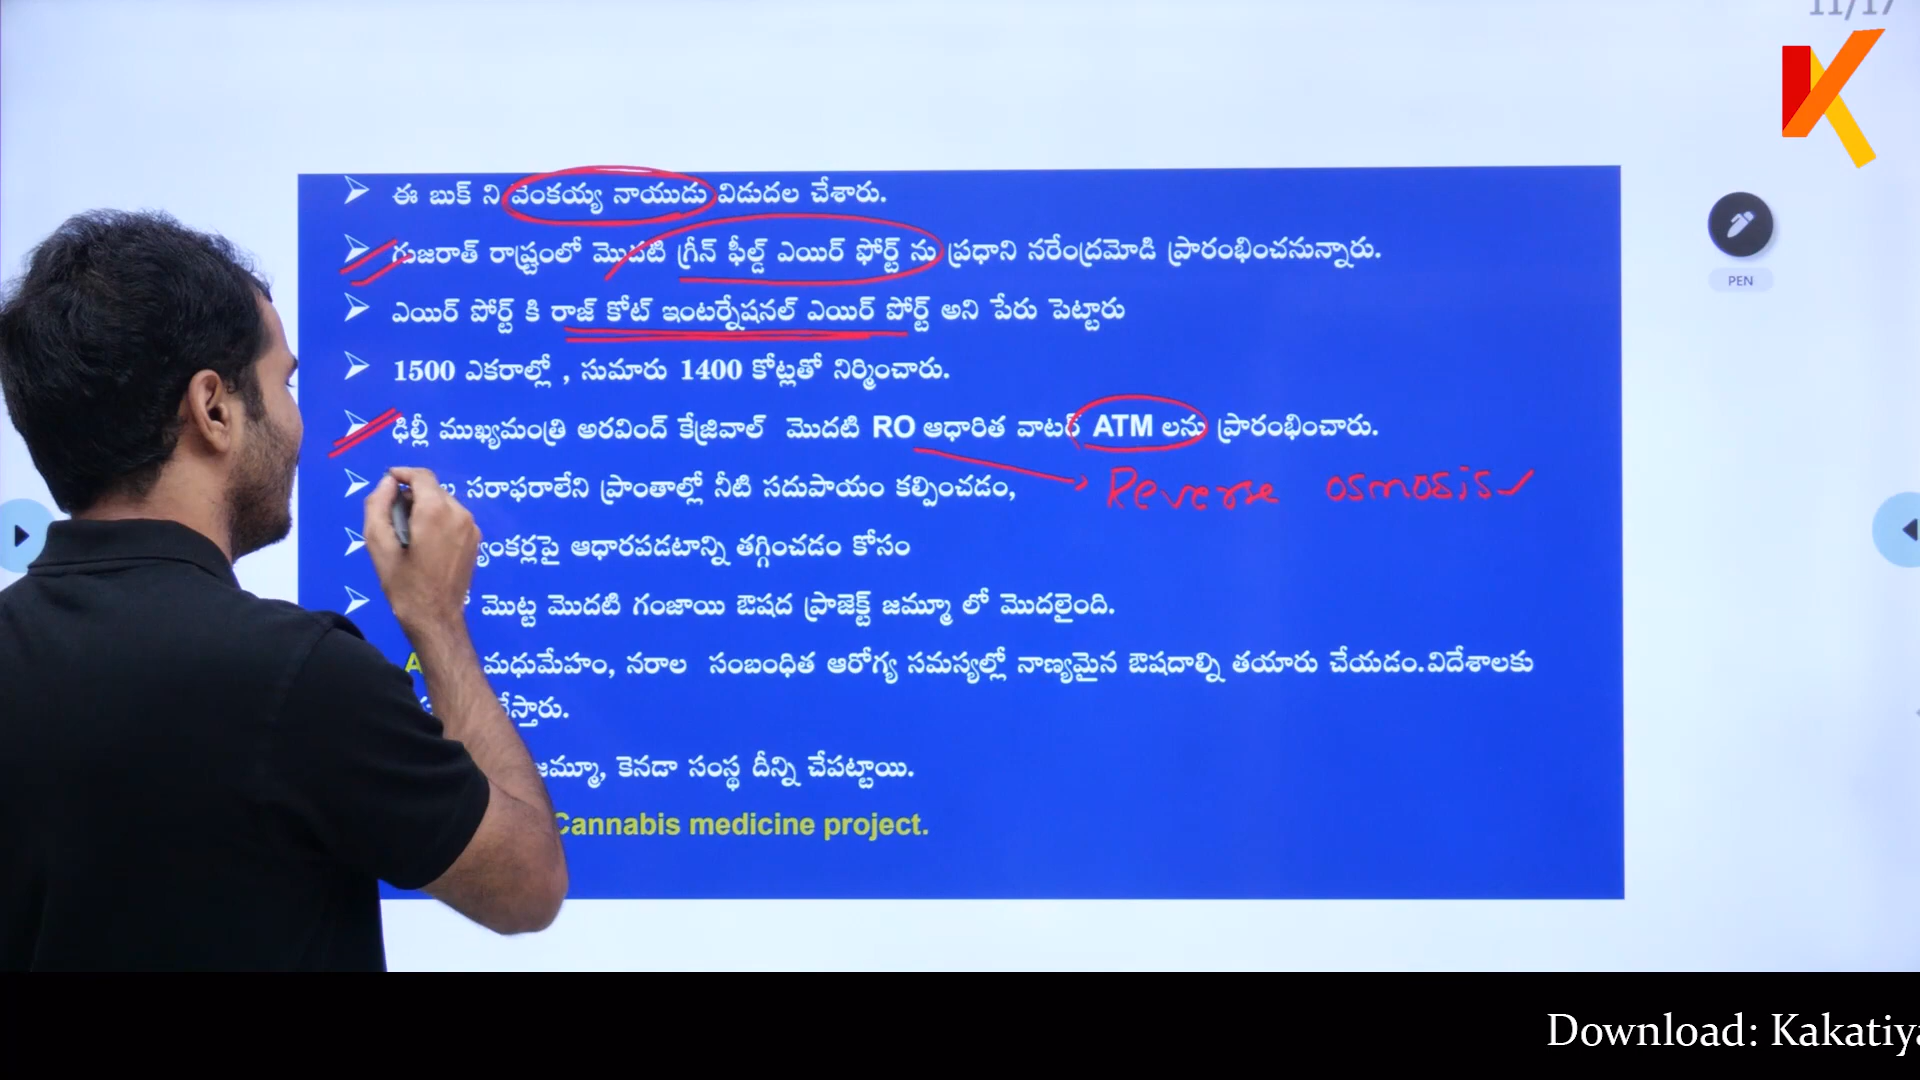 11/17
ఈ బుక్ ని వెంకయ్య నాయుడు విడుదల చేశారు.
గుజరాత్ రాష్ట్రంలో మొదటి గ్రీన్ ఫీల్డ్ ఎయిర్ ఫోర్ట్ ను ప్రధాని నరేంద్రమోడి ప్రారంభించనున్నారు.
PEN
ఎయిర్ పోర్ట్ కి రాజ్ కోట్ ఇంటర్నేషనల్ ఎయిర్ పోర్ట్ అని పేరు పెట్టారు
1500 ఎకరాల్లో , సుమారు 1400 కోట్లతో నిర్మించారు.
ఢిల్లీ ముఖ్యమంత్రి అరవింద్ కేజ్రివాల్ మొదటి RO ఆధారిత వాటర్ ATM లను ప్రారంభించారు.
సరాఫరాలేని ప్రాంతాల్లో నీటి సదుపాయం కల్పించడం,
Reverse osmosis
ఆధారపడటాన్ని తగ్గించడం కోసం
మొట్ట మొదటి గంజాయి ఔషద ప్రాజెక్ట్ జమ్మూ లో మొదలైంది.
మధుమేహం, నరాల సంబంధిత ఆరోగ్య సమస్యల్లో నాణ్యమైన ఔషదాల్ని తయారు చేయడం.విదేశాలకు
జమ్మూ, కెనడా సంస్థ దీన్ని చేపట్టాయి.
Cannabis medicine project.
Download: